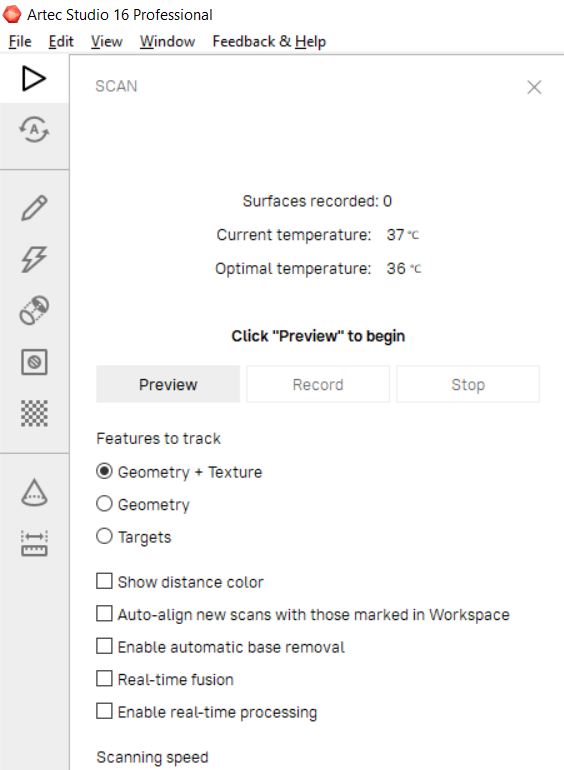 Artec Studio 16 Professional
File Edit View Window Feedback & Help
SCAN
A
Surfaces recorded: 0
Current temperature: 37 °C
Optimal temperature: 36 °C
Click "Preview" to begin
Preview Record Stop
Features to track
Geometry + Texture
Geometry
Targets
Show distance color
Auto-align new scans with those marked in Workspace
Enable automatic base removal
Real-time fusion
Enable real-time processing
Scanning speed